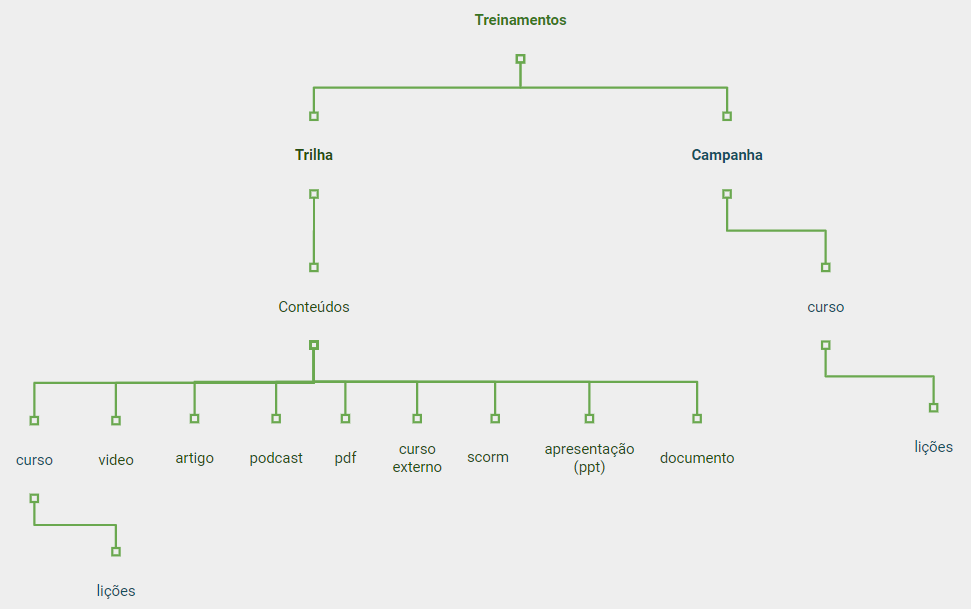 Treinamentos
Trilha
Campanha
Conteúdos
curso
curso
video
artigo
podcast
pdf
curso
externo
scorm
apresentação
(ppt)
documento
lições
lições